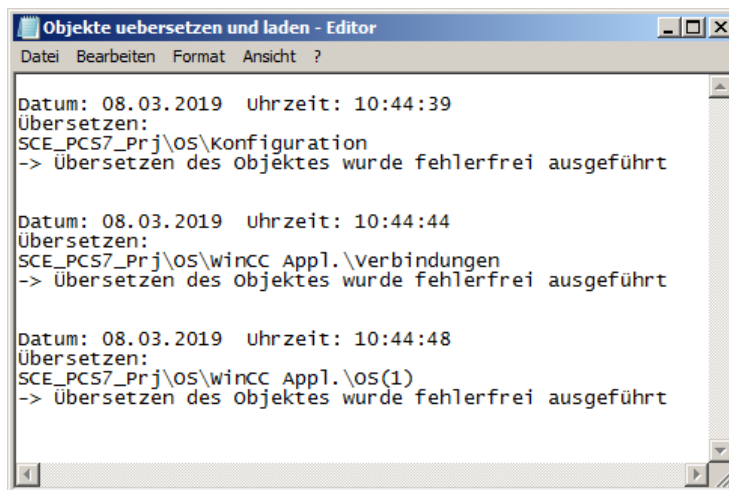 Objekte uebersetzen und laden - Editor
Datei Bearbeiten Format Ansicht ?
Datum: 08.03.2019 Uhrzeit: 10:44:39
Übersetzen:
SCE_PCS7_Prj\OS\Konfiguration
-> Übersetzen des Objektes wurde fehlerfrei ausgeführt
Datum: 08.03.2019 Uhrzeit: 10:44:44
Übersetzen:
SCE_PCS7_Prj\OS\WinCC Appl.\Verbindungen
-> Übersetzen des Objektes wurde fehlerfrei ausgeführt
Datum: 08.03.2019 Uhrzeit: 10:44:48
Übersetzen:
SCE_PCS7_Prj\OS\WinCC Appl.\OS(1)
-> Übersetzen des Objektes wurde fehlerfrei ausgeführt